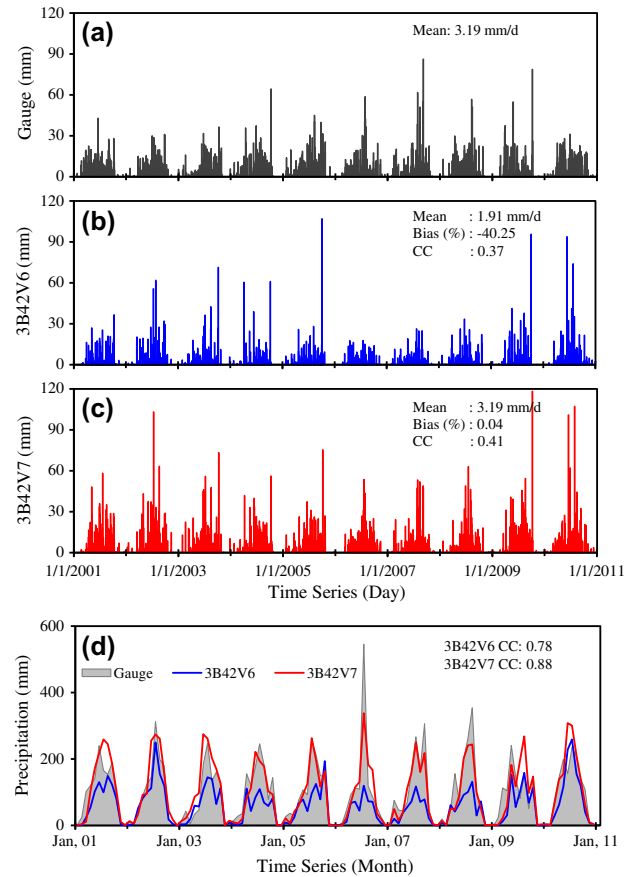 (a)
Mean: 3.19 mm/d
Gauge (mm)
120
90
60
30
0
(b)
Mean : 1.91 mm/d
Bias (%) : -40.25
CC : 0.37
3B42V6 (mm)
120
90
60
30
0
(c)
Mean : 3.19 mm/d
Bias (%) : 0.04
CC : 0.41
3B42V7 (mm)
120
90
60
30
0
1/1/2001 1/1/2003 1/1/2005 1/1/2007 1/1/2009 1/1/2011
Time Series (Day)
(d)
3B42V6 CC: 0.78
3B42V7 CC: 0.88
Gauge 3B42V6 3B42V7
Precipitation (mm)
600
400
200
0
Jan, 01 Jan, 03 Jan, 05 Jan, 07 Jan, 09 Jan, 11
Time Series (Month)